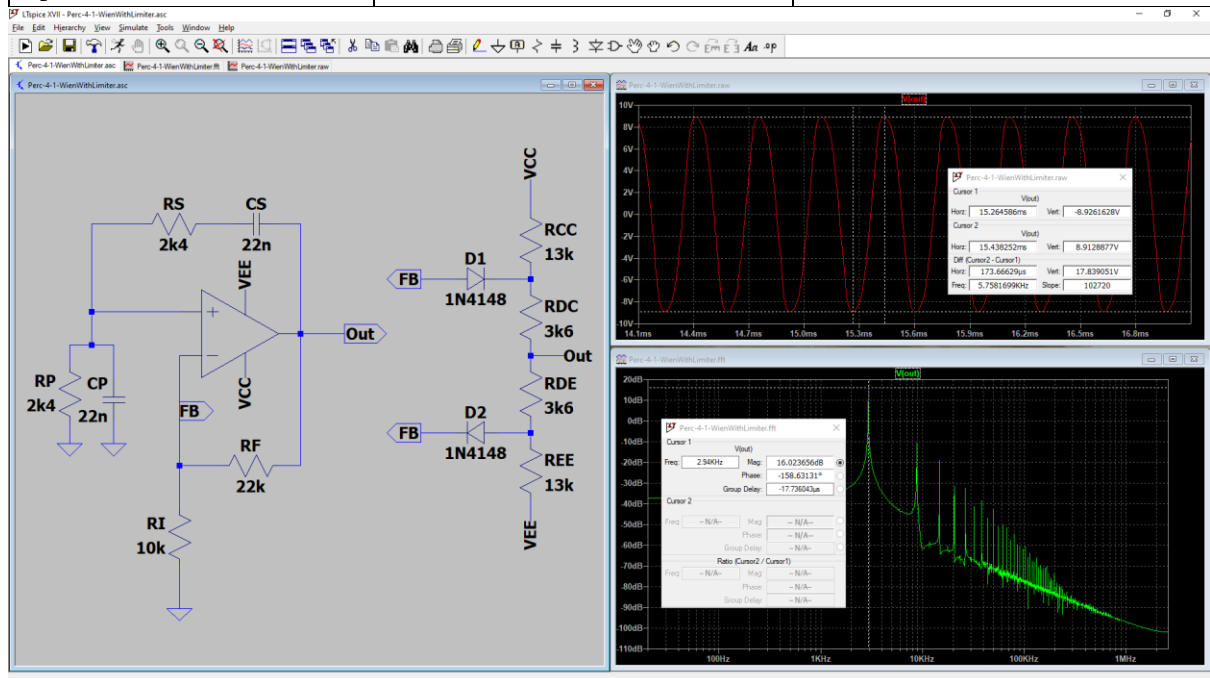 LTspice XVII - Perc-4-1-WienWithLimiter.asc
File Edit Hierarchy View Simulate Tools Window Help
Perc-4-1-WienWithLimiter.asc Perc-4-1-WienWithLimiter.fft Perc-4-1-WienWithLimiter.raw
Perc-4-1-WienWithLimiter.asc
RS
2k4
CS
22n
VEE
VCC
Out
RP
2k4
CP
22n
FB
RF
22k
RI
10k
VCC
RCC
13k
FB
D1
1N4148
RDC
3k6
Out
RDE
3k6
FB
D2
1N4148
REE
13k
VEE
Perc-4-1-WienWithLimiter.raw
V(out)
10V
8V
6V
4V
2V
0V
-2V
-4V
-6V
-8V
-10V
14.1ms 14.4ms 14.7ms 15.0ms 15.3ms 15.6ms 15.9ms 16.2ms 16.5ms 16.8ms
Perc-4-1-WienWithLimiter.raw
Cursor 1
V(out)
Horz: 15.264586ms Vert: -8.9261628V
Cursor 2
V(out)
Horz: 15.438252ms Vert: 8.9128877V
Diff (Cursor2 - Cursor1)
Horz: 173.66629µs Vert: 17.839051V
Freq: 5.7581699KHz Slope: 102720
Perc-4-1-WienWithLimiter.fft
V(out)
20dB
10dB
0dB
-10dB
-20dB
-30dB
-40dB
-50dB
-60dB
-70dB
-80dB
-90dB
-100dB
-110dB
100Hz 1KHz 10KHz 100KHz 1MHz
Perc-4-1-WienWithLimiter.fft
Cursor 1
V(out)
Freq: 2.94KHz Mag: 16.023656dB
Phase: -158.63131°
Group Delay: -17.736043µs
Cursor 2
Freq: -- N/A-- Mag: -- N/A--
Phase: -- N/A--
Group Delay: -- N/A--
Ratio (Cursor2 / Cursor1)
Freq: -- N/A-- Mag: -- N/A--
Phase: -- N/A--
Group Delay: -- N/A--